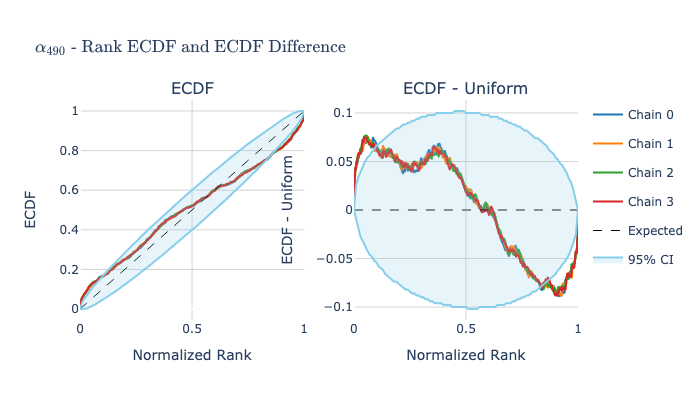 α₄₉₀ - Rank ECDF and ECDF Difference
ECDF
ECDF - Uniform
1
0.8
0.6
0.4
0.2
0
ECDF
0
0.5
1
Normalized Rank
0.1
0.05
0
−0.05
−0.1
ECDF - Uniform
0
0.5
1
Normalized Rank
Chain 0
Chain 1
Chain 2
Chain 3
Expected
95% CI